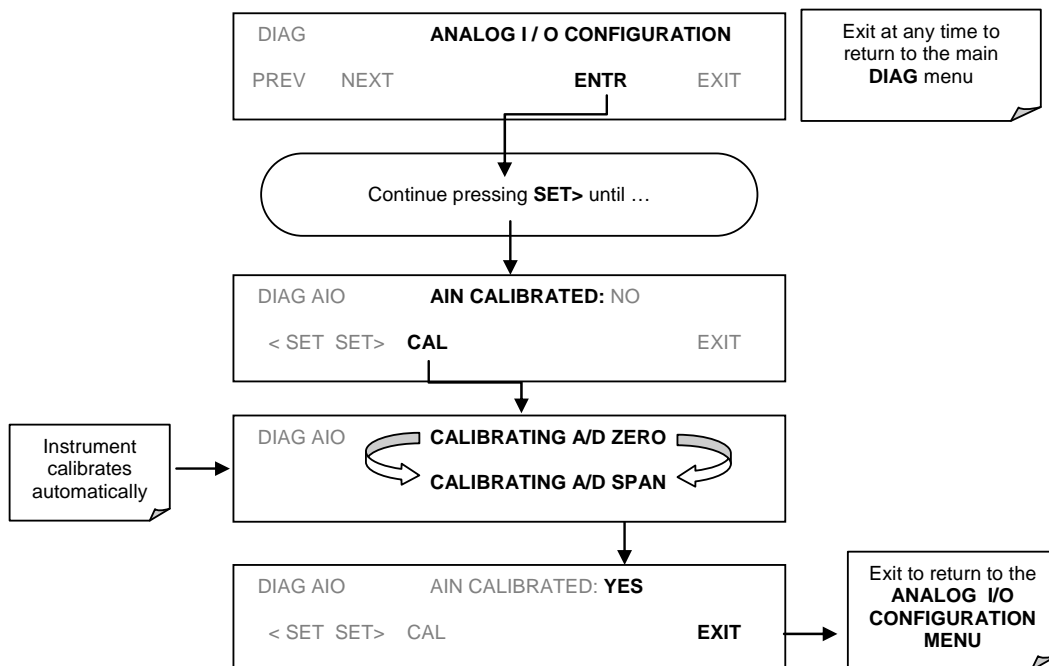 DIAG ANALOG I / O CONFIGURATION
PREV NEXT ENTR EXIT
Exit at any time to
return to the main
DIAG menu
Continue pressing SET> until …
DIAG AIO AIN CALIBRATED: NO
< SET SET> CAL EXIT
Instrument
calibrates
automatically
DIAG AIO CALIBRATING A/D ZERO
CALIBRATING A/D SPAN
DIAG AIO AIN CALIBRATED: YES
< SET SET> CAL EXIT
Exit to return to the
ANALOG I/O
CONFIGURATION
MENU